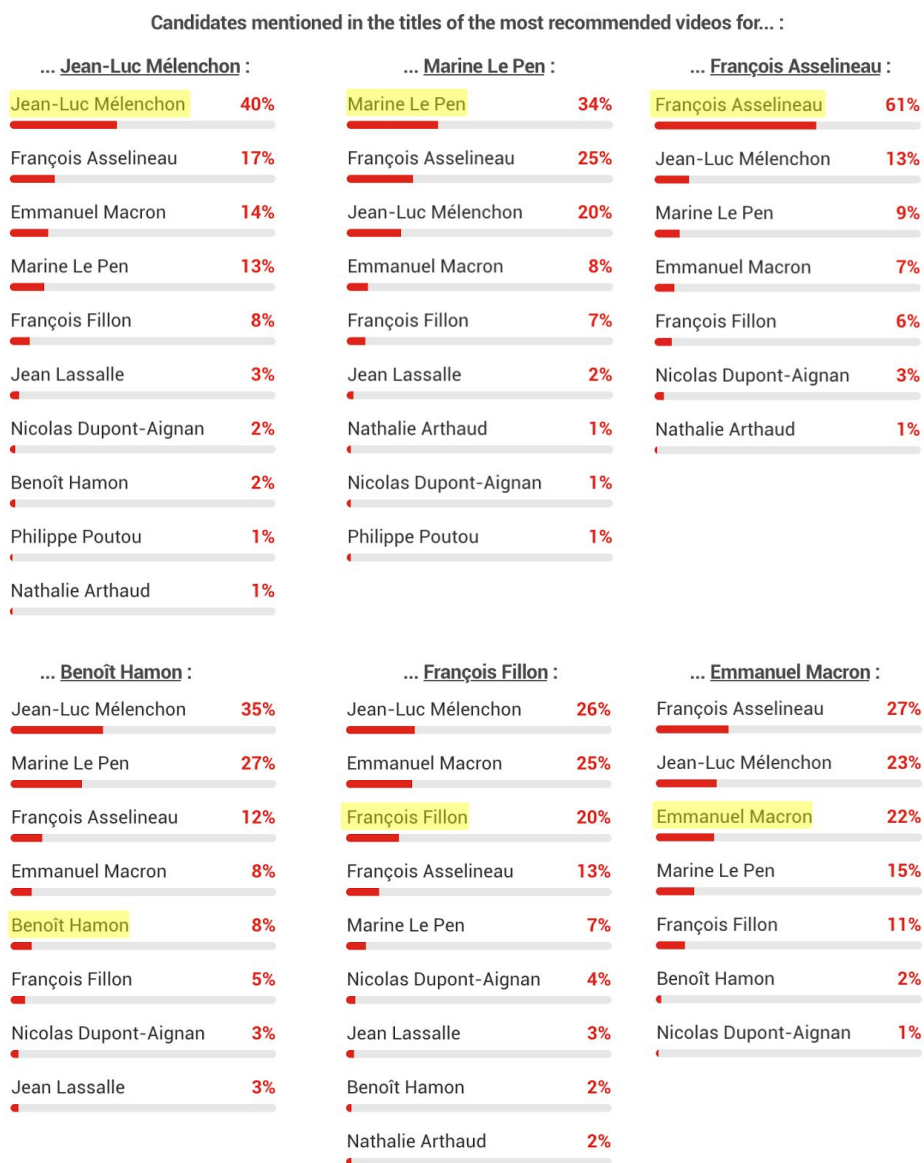 Candidates mentioned in the titles of the most recommended videos for... :
... Jean-Luc Mélenchon :
Jean-Luc Mélenchon 40%
François Asselineau 17%
Emmanuel Macron 14%
Marine Le Pen 13%
François Fillon 8%
Jean Lassalle 3%
Nicolas Dupont-Aignan 2%
Benoît Hamon 2%
Philippe Poutou 1%
Nathalie Arthaud 1%
... Marine Le Pen :
Marine Le Pen 34%
François Asselineau 25%
Jean-Luc Mélenchon 20%
Emmanuel Macron 8%
François Fillon 7%
Jean Lassalle 2%
Nathalie Arthaud 1%
Nicolas Dupont-Aignan 1%
Philippe Poutou 1%
... François Asselineau :
François Asselineau 61%
Jean-Luc Mélenchon 13%
Marine Le Pen 9%
Emmanuel Macron 7%
François Fillon 6%
Nicolas Dupont-Aignan 3%
Nathalie Arthaud 1%
... Benoît Hamon :
Jean-Luc Mélenchon 35%
Marine Le Pen 27%
François Asselineau 12%
Emmanuel Macron 8%
Benoît Hamon 8%
François Fillon 5%
Nicolas Dupont-Aignan 3%
Jean Lassalle 3%
... François Fillon :
Jean-Luc Mélenchon 26%
Emmanuel Macron 25%
François Fillon 20%
François Asselineau 13%
Marine Le Pen 7%
Nicolas Dupont-Aignan 4%
Jean Lassalle 3%
Benoît Hamon 2%
Nathalie Arthaud 2%
... Emmanuel Macron :
François Asselineau 27%
Jean-Luc Mélenchon 23%
Emmanuel Macron 22%
Marine Le Pen 15%
François Fillon 11%
Benoît Hamon 2%
Nicolas Dupont-Aignan 1%